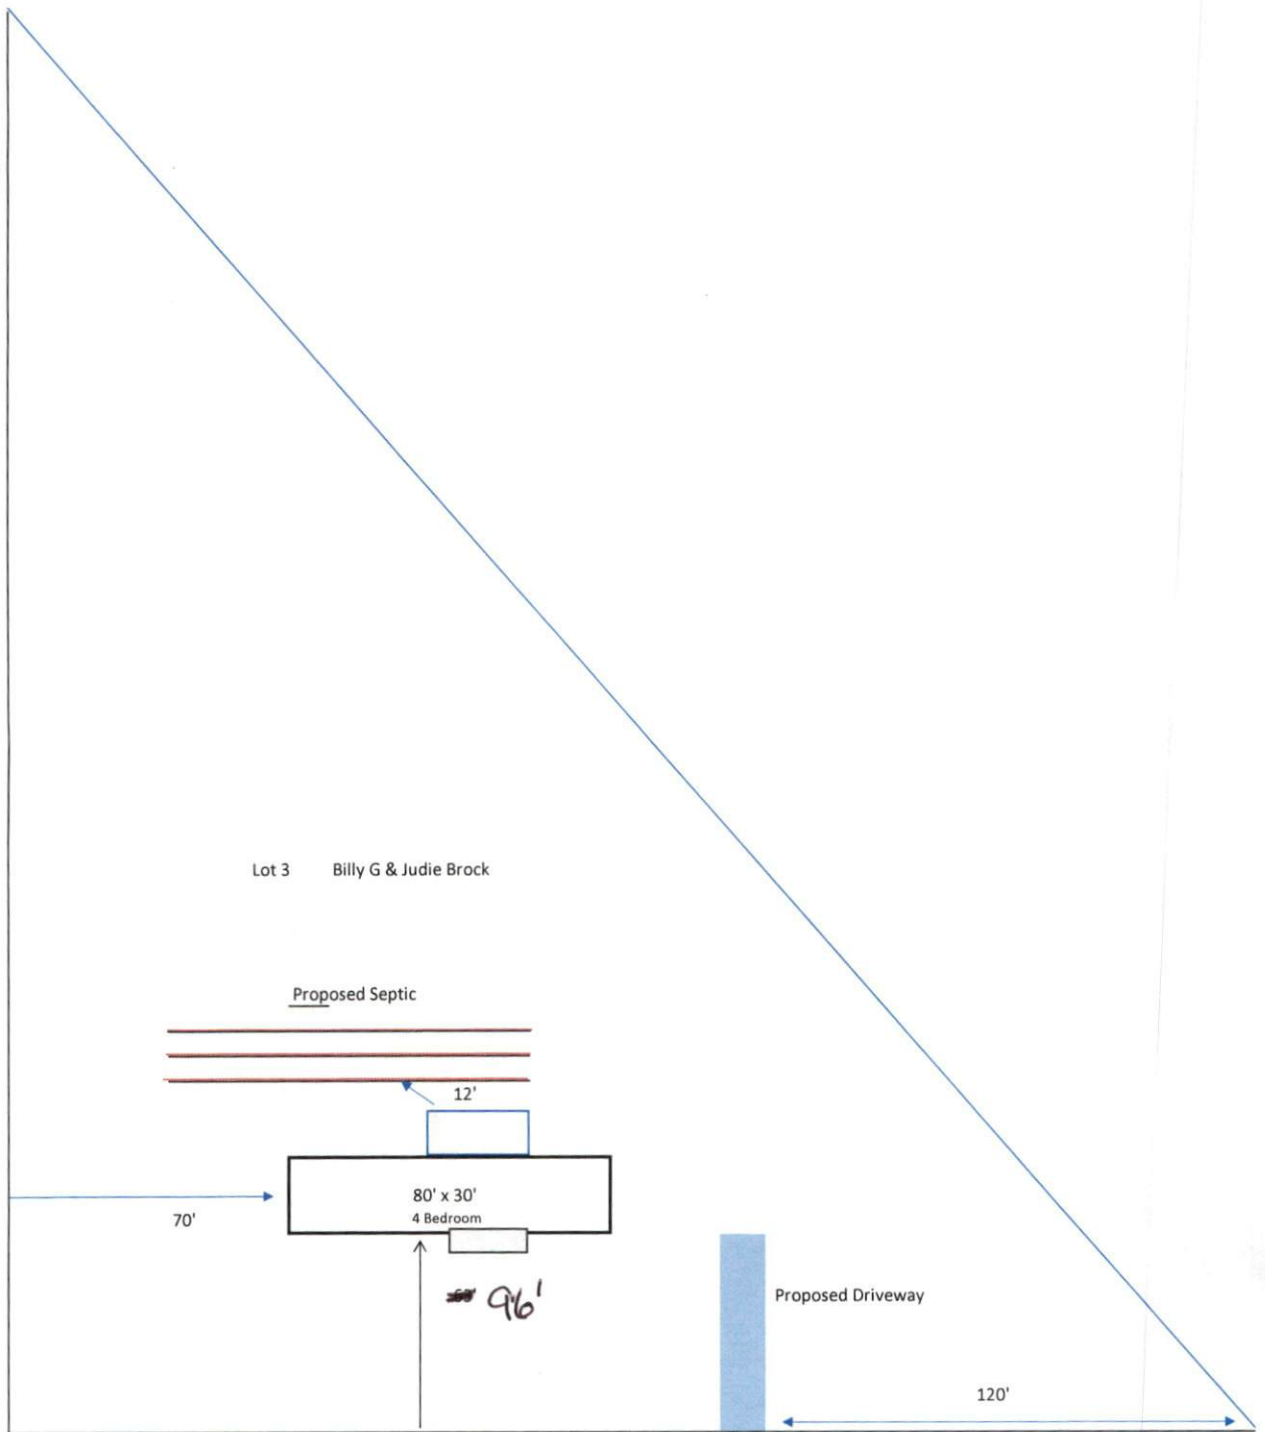 Lot 3 Billy G & Judie Brock
Proposed Septic
12'
80' x 30'
4 Bedroom
70'
96'
Proposed Driveway
120'